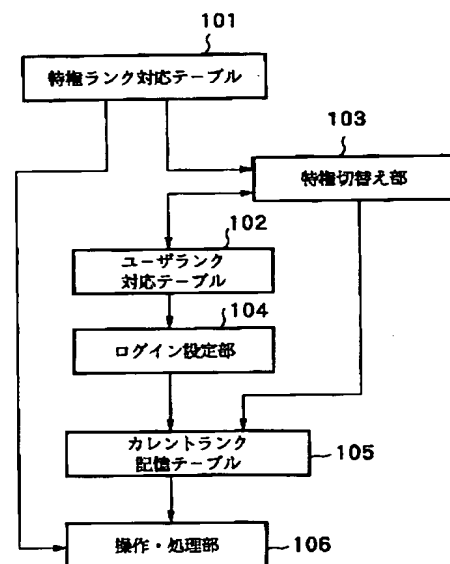 101
特権ランク対応テーブル
103
特権切替え部
102
ユーザランク
対応テーブル
104
ログイン設定部
カレントランク
記憶テーブル
105
操作・処理部
106